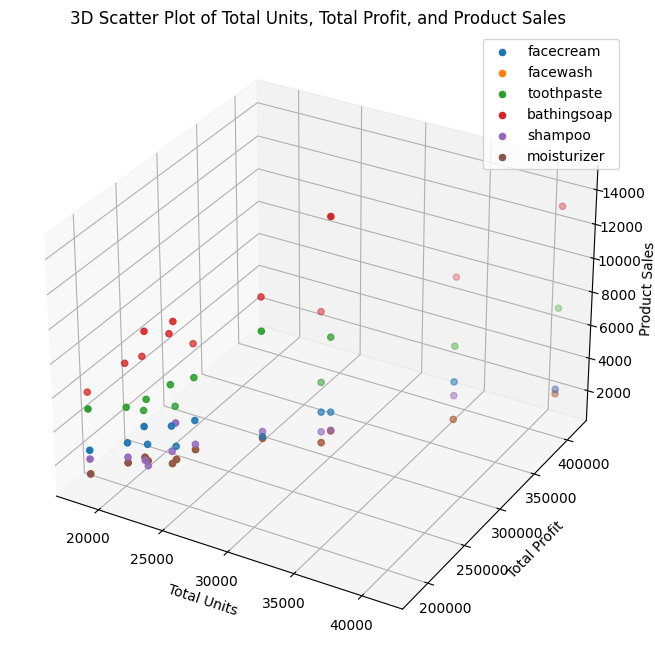 3D Scatter Plot of Total Units, Total Profit, and Product Sales
facecream
facewash
toothpaste
bathingsoap
shampoo
moisturizer
14000
12000
10000
8000
6000
4000
2000
Product Sales
400000
350000
300000
250000
200000
Total Profit
20000
25000
30000
35000
40000
Total Units